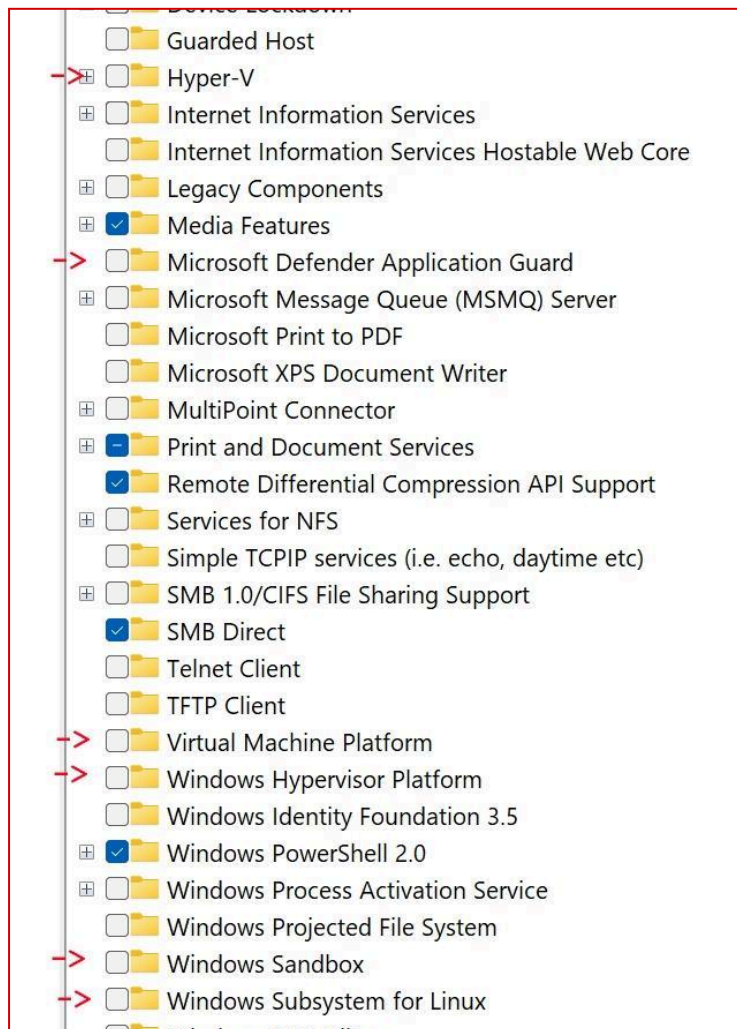 Device Lockdown
Guarded Host
Hyper-V
Internet Information Services
Internet Information Services Hostable Web Core
Legacy Components
Media Features
Microsoft Defender Application Guard
Microsoft Message Queue (MSMQ) Server
Microsoft Print to PDF
Microsoft XPS Document Writer
MultiPoint Connector
Print and Document Services
Remote Differential Compression API Support
Services for NFS
Simple TCPIP services (i.e. echo, daytime etc)
SMB 1.0/CIFS File Sharing Support
SMB Direct
Telnet Client
TFTP Client
Virtual Machine Platform
Windows Hypervisor Platform
Windows Identity Foundation 3.5
Windows PowerShell 2.0
Windows Process Activation Service
Windows Projected File System
Windows Sandbox
Windows Subsystem for Linux